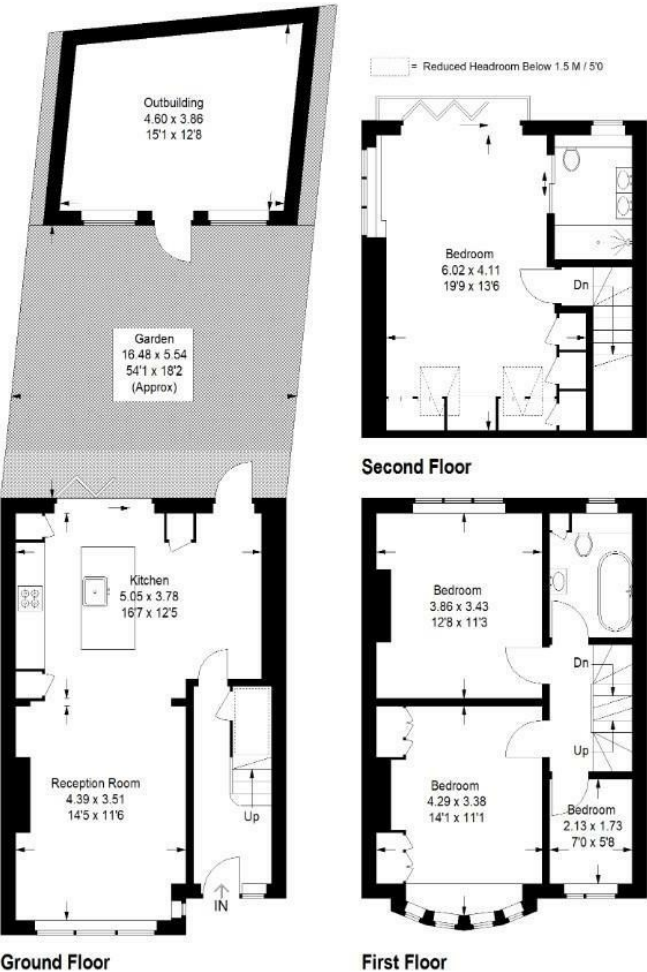 Outbuilding
4.60 x 3.86
15'1 x 12'8
= Reduced Headroom Below 1.5 M / 5'0
Bedroom
6.02 x 4.11
19'9 x 13'6
Dn
Garden
16.48 x 5.54
54'1 x 18'2
(Approx)
Second Floor
Kitchen
5.05 x 3.78
16'7 x 12'5
Reception Room
4.39 x 3.51
14'5 x 11'6
Up
IN
Ground Floor
Bedroom
3.86 x 3.43
12'8 x 11'3
Dn
Up
Bedroom
4.29 x 3.38
14'1 x 11'1
Bedroom
2.13 x 1.73
7'0 x 5'8
First Floor